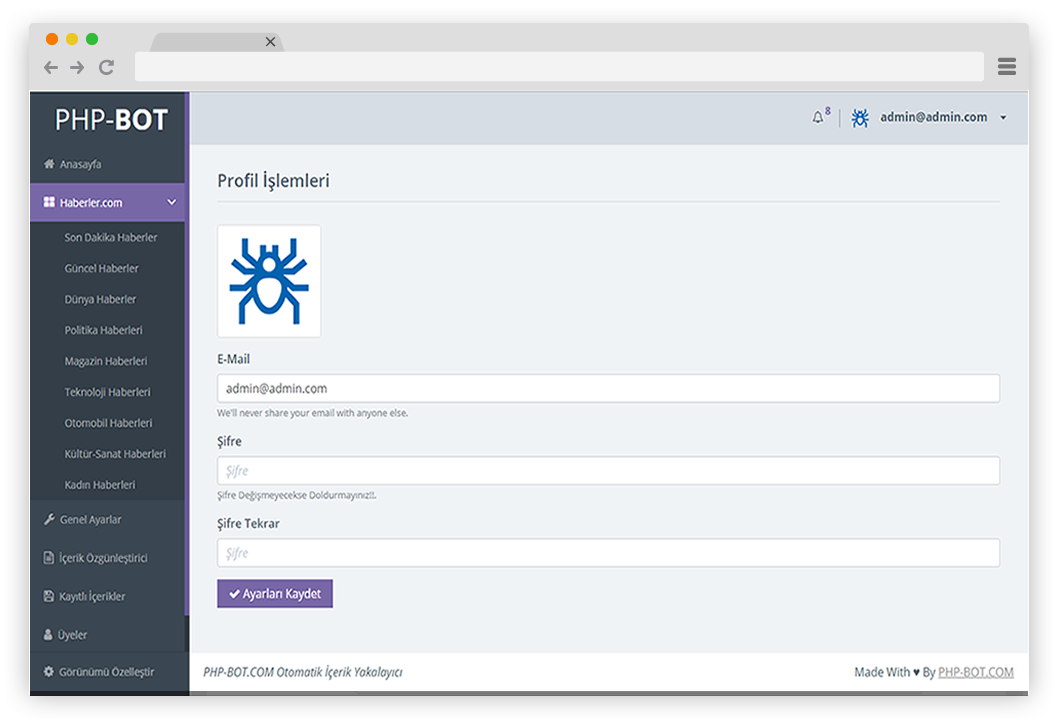 PHP-BOT
8
admin@admin.com
Anasayfa
Haberler.com
Son Dakika Haberler
Güncel Haberler
Dünya Haberler
Politika Haberleri
Magazin Haberleri
Teknoloji Haberleri
Otomobil Haberleri
Kültür-Sanat Haberleri
Kadın Haberleri
Genel Ayarlar
İçerik Özgünleştirici
Kayıtlı İçerikler
Üyeler
Görünümü Özelleştir
Profil İşlemleri
E-Mail
admin@admin.com
We'll never share your email with anyone else.
Şifre
Şifre
Şifre Değişmeyecekse Doldurmayınız!!.
Şifre Tekrar
Şifre
Ayarları Kaydet
PHP-BOT.COM Otomatik İçerik Yakalayıcı
Made With ♥ By PHP-BOT.COM